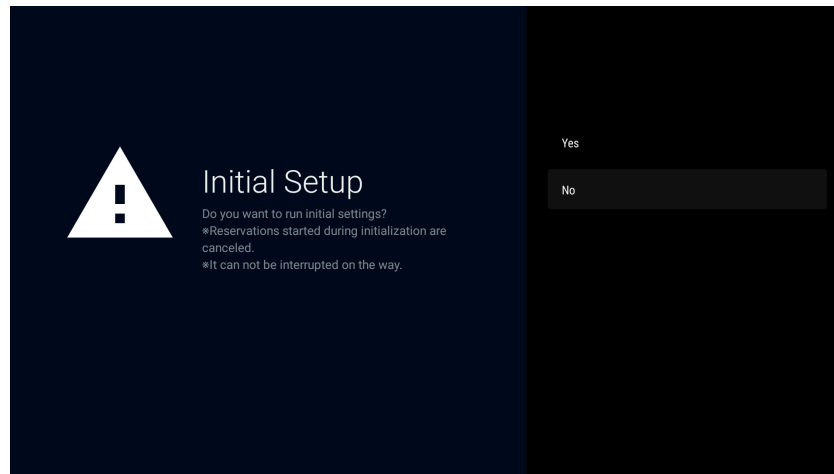 Initial Setup
Do you want to run initial settings?
※Reservations started during initialization are
canceled.
※It can not be interrupted on the way.
Yes
No